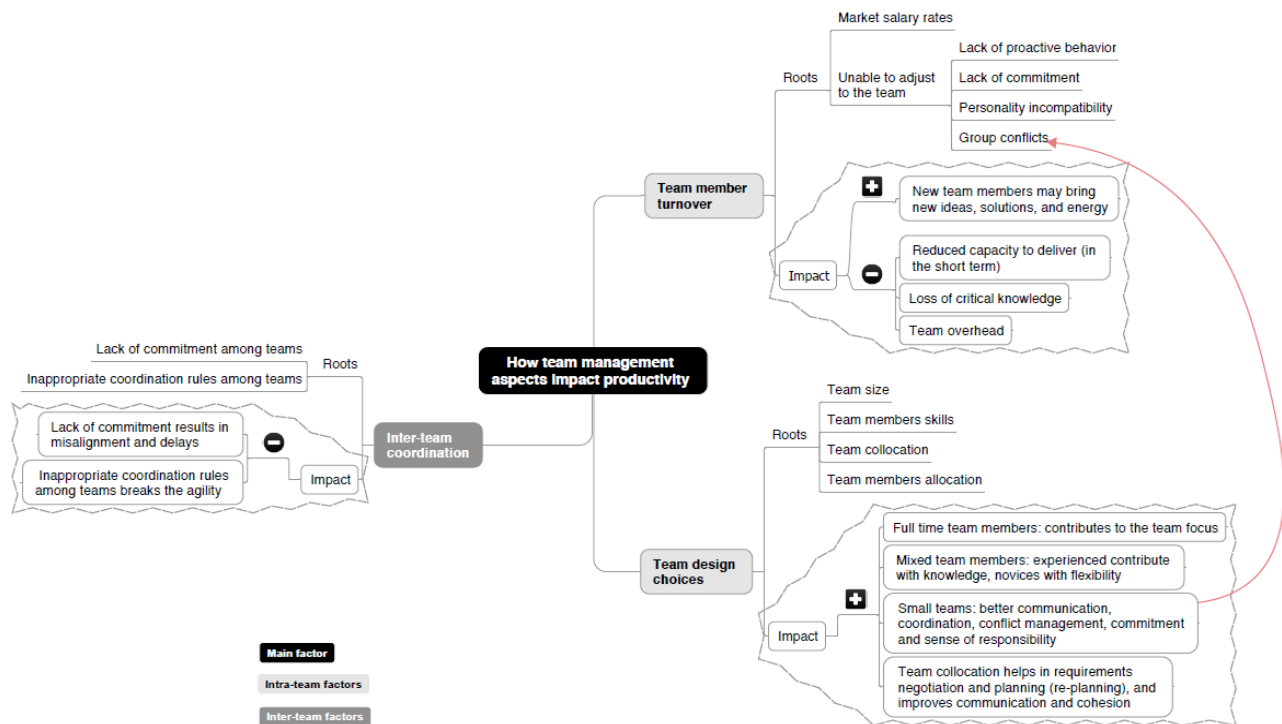 Market salary rates
Lack of proactive behavior
Roots
Unable to adjust
to the team
Lack of commitment
Personality incompatibility
Group conflicts
Team member
turnover
New team members may bring
new ideas, solutions, and energy
Impact
Reduced capacity to deliver (in
the short term)
Loss of critical knowledge
Team overhead
How team management
aspects impact productivity
Lack of commitment among teams
Roots
Inappropriate coordination rules among teams
Inter-team
coordination
Lack of commitment results in
misalignment and delays
Impact
Inappropriate coordination rules
among teams breaks the agility
Team design
choices
Roots
Team size
Team members skills
Team collocation
Team members allocation
Impact
Full time team members: contributes to the team focus
Mixed team members: experienced contribute
with knowledge, novices with flexibility
Small teams: better communication,
coordination, conflict management, commitment
and sense of responsibility
Team collocation helps in requirements
negotiation and planning (re-planning), and
improves communication and cohesion
Main factor
Intra-team factors
Inter-team factors